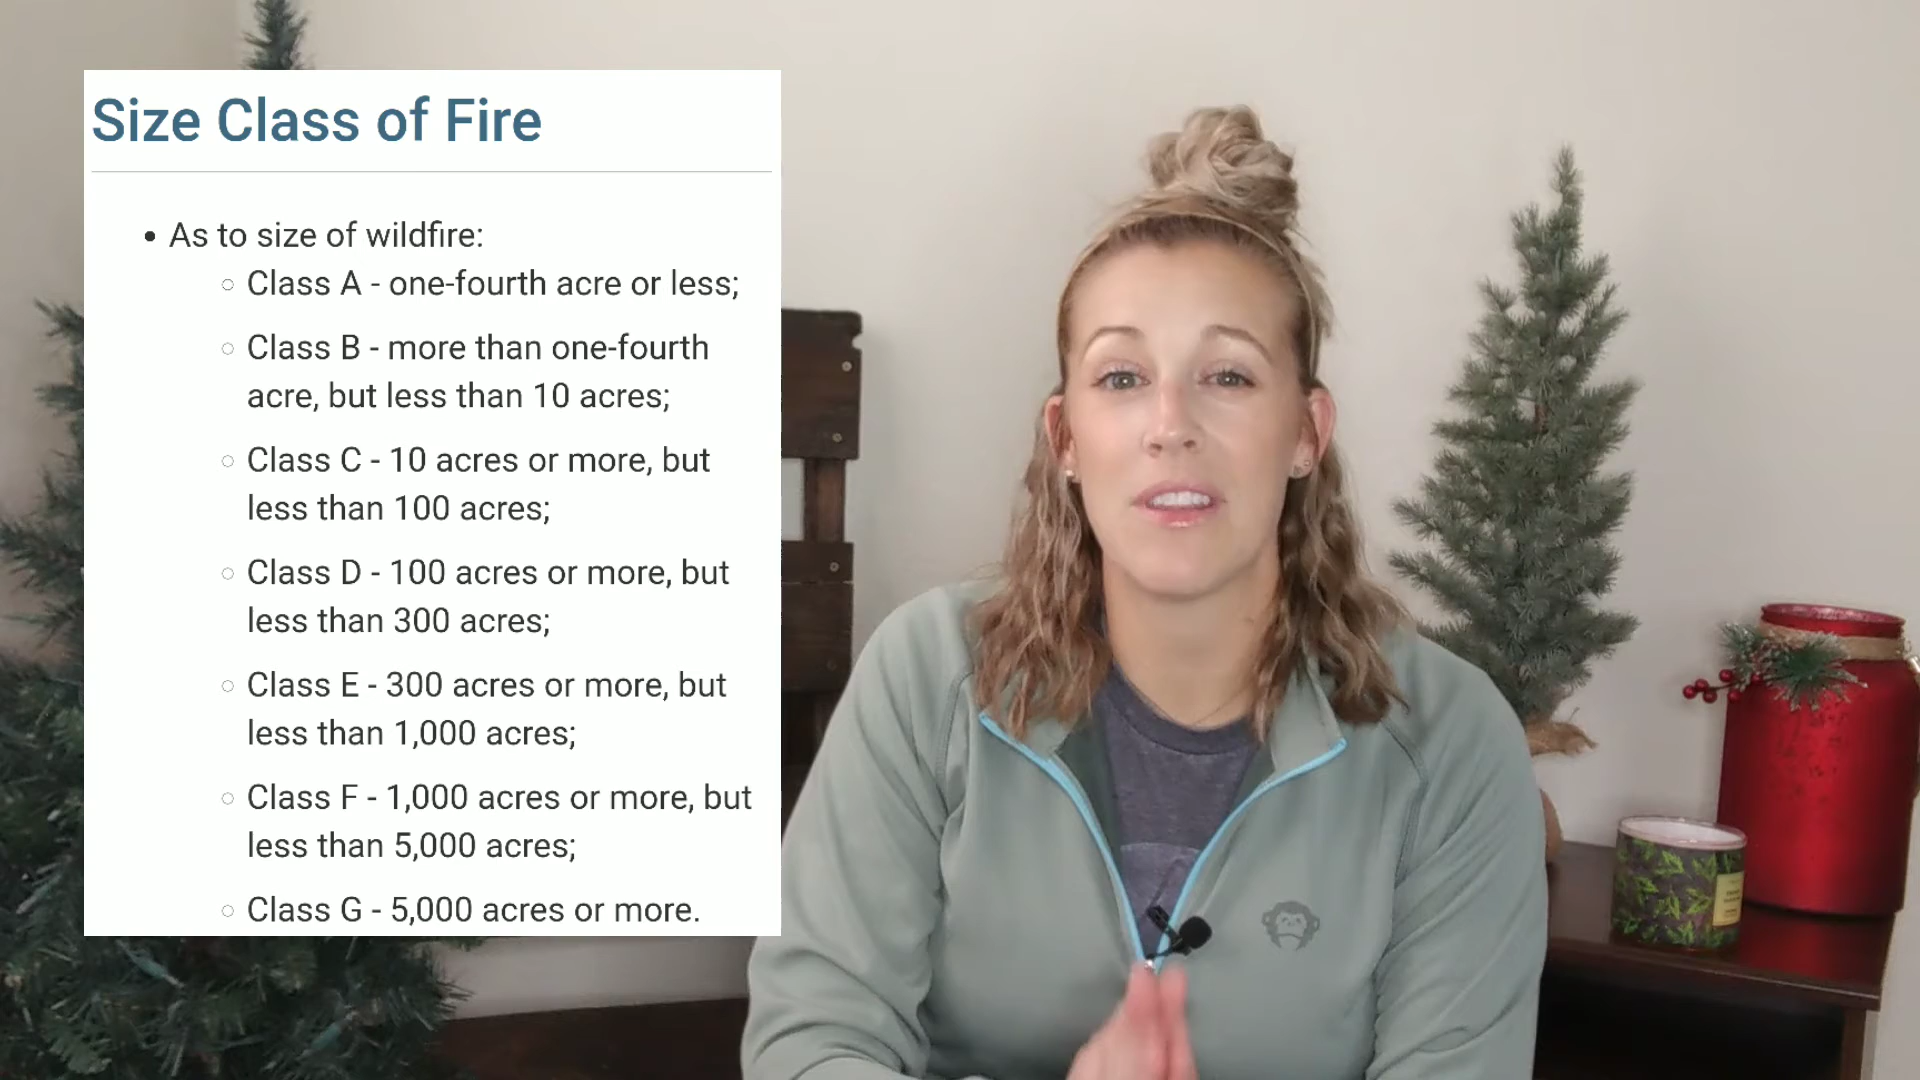 Size Class of Fire
As to size of wildfire:
Class A - one-fourth acre or less;
Class B - more than one-fourth
acre, but less than 10 acres;
Class C - 10 acres or more, but
less than 100 acres;
Class D - 100 acres or more, but
less than 300 acres;
Class E - 300 acres or more, but
less than 1,000 acres;
Class F - 1,000 acres or more, but
less than 5,000 acres;
Class G - 5,000 acres or more.